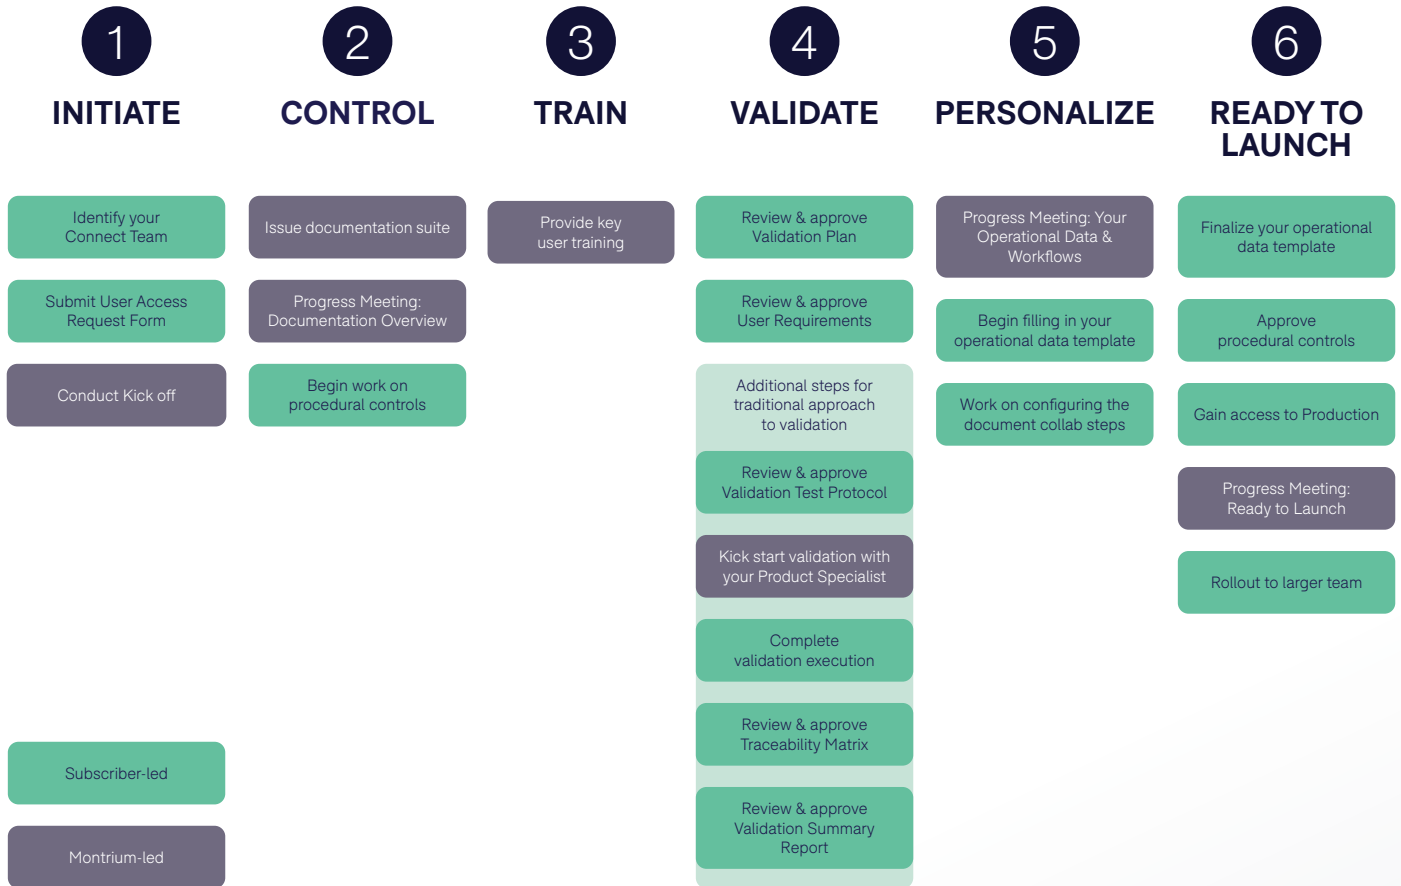 1
INITIATE
Identify your
Connect Team
Submit User Access
Request Form
Conduct Kick off
Subscriber-led
Montrium-led
2
CONTROL
Issue documentation suite
Progress Meeting:
Documentation Overview
Begin work on
procedural controls
3
TRAIN
Provide key
user training
4
VALIDATE
Review & approve
Validation Plan
Review & approve
User Requirements
Additional steps for
traditional approach
to validation
Review & approve
Validation Test Protocol
Kick start validation with
your Product Specialist
Complete
validation execution
Review & approve
Traceability Matrix
Review & approve
Validation Summary
Report
5
PERSONALIZE
Progress Meeting: Your
Operational Data &
Workflows
Begin filling in your
operational data template
Work on configuring the
document collab steps
6
READY TO
LAUNCH
Finalize your operational
data template
Approve
procedural controls
Gain access to Production
Progress Meeting:
Ready to Launch
Rollout to larger team